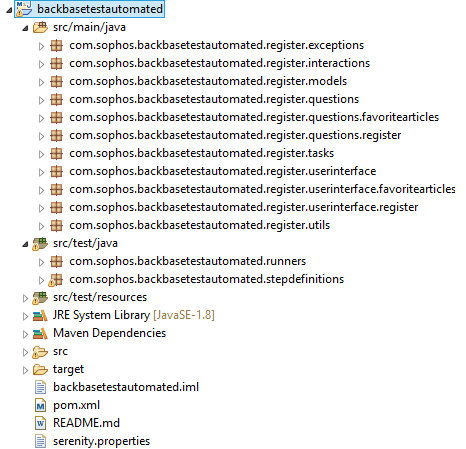 backbasetestautomated
src/main/java
com.sophos.backbasetestautomated.register.exceptions
com.sophos.backbasetestautomated.register.interactions
com.sophos.backbasetestautomated.register.models
com.sophos.backbasetestautomated.register.questions
com.sophos.backbasetestautomated.register.questions.favoritearticles
com.sophos.backbasetestautomated.register.questions.register
com.sophos.backbasetestautomated.register.tasks
com.sophos.backbasetestautomated.register.userinterface
com.sophos.backbasetestautomated.register.userinterface.favoritearticles
com.sophos.backbasetestautomated.register.userinterface.register
com.sophos.backbasetestautomated.register.utils
src/test/java
com.sophos.backbasetestautomated.runners
com.sophos.backbasetestautomated.stepdefinitions
src/test/resources
JRE System Library [JavaSE-1.8]
Maven Dependencies
src
target
backbasetestautomated.iml
pom.xml
README.md
serenity.properties